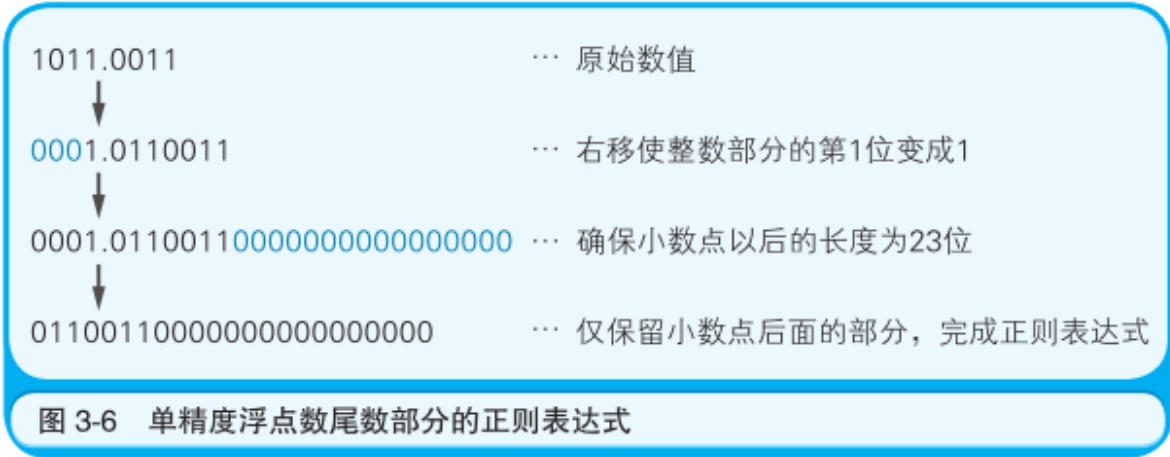 1011.0011 … 原始数值
0001.0110011 … 右移使整数部分的第1位变成1
0001.01100110000000000000000 … 确保小数点以后的长度为23位
01100110000000000000000 … 仅保留小数点后面的部分，完成正则表达式
图 3-6 单精度浮点数尾数部分的正则表达式